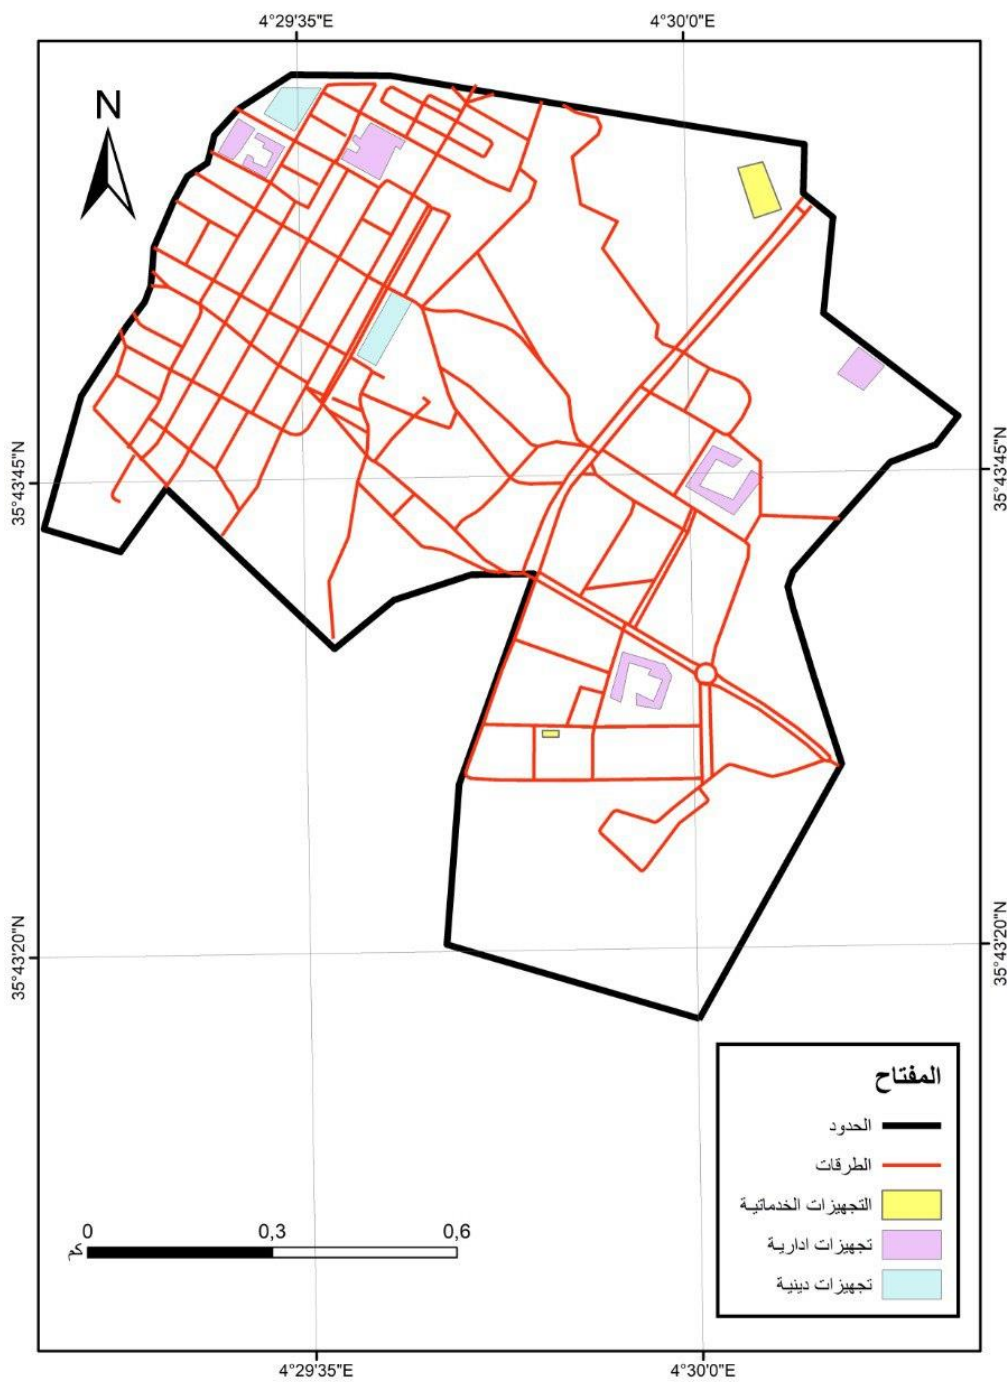 4°29'35"E 4°30'0"E
N
35°43'45"N 35°43'45"N
35°43'20"N 35°43'20"N
المفتاح
الحدود
الطرقات
التجهيزات الخدماتية
تجهيزات ادارية
تجهيزات دينية
0 0,3 0,6
كم
4°29'35"E 4°30'0"E